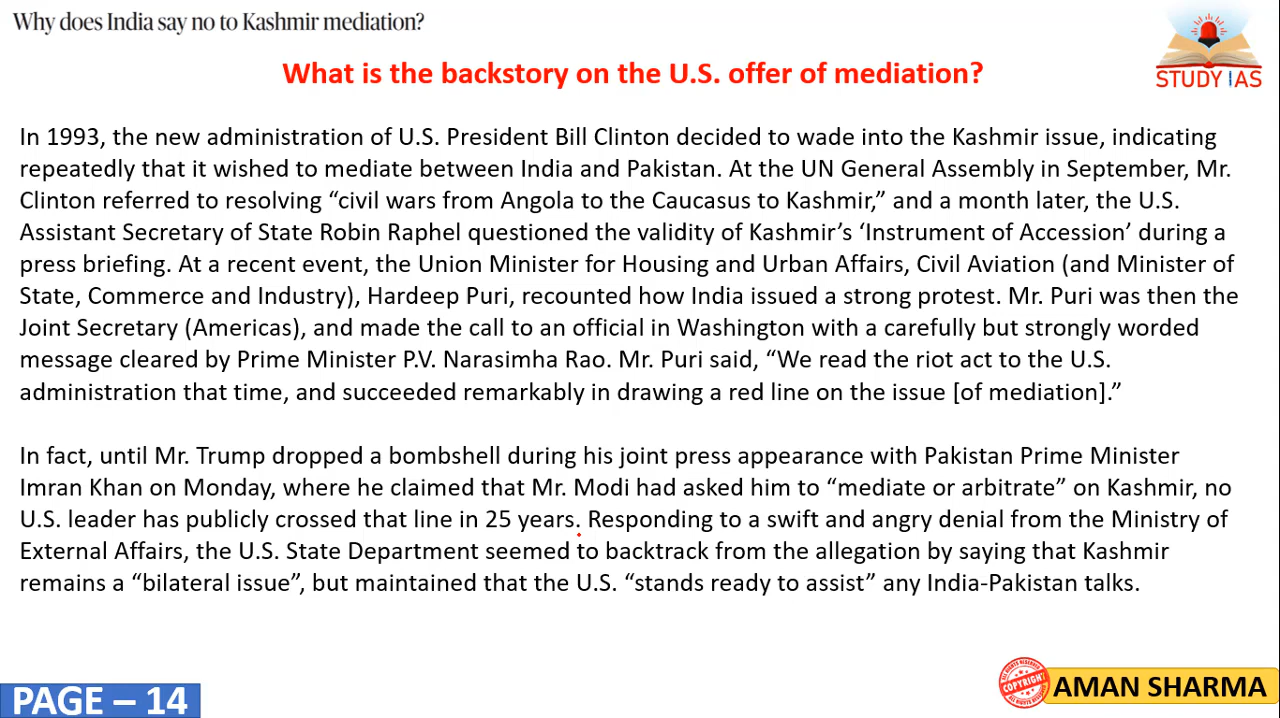 Why does India say no to Kashmir mediation?
STUDY IAS
What is the backstory on the U.S. offer of mediation?
In 1993, the new administration of U.S. President Bill Clinton decided to wade into the Kashmir issue, indicating
repeatedly that it wished to mediate between India and Pakistan. At the UN General Assembly in September, Mr.
Clinton referred to resolving “civil wars from Angola to the Caucasus to Kashmir,” and a month later, the U.S.
Assistant Secretary of State Robin Raphel questioned the validity of Kashmir’s ‘Instrument of Accession’ during a
press briefing. At a recent event, the Union Minister for Housing and Urban Affairs, Civil Aviation (and Minister of
State, Commerce and Industry), Hardeep Puri, recounted how India issued a strong protest. Mr. Puri was then the
Joint Secretary (Americas), and made the call to an official in Washington with a carefully but strongly worded
message cleared by Prime Minister P.V. Narasimha Rao. Mr. Puri said, “We read the riot act to the U.S.
administration that time, and succeeded remarkably in drawing a red line on the issue [of mediation].”
In fact, until Mr. Trump dropped a bombshell during his joint press appearance with Pakistan Prime Minister
Imran Khan on Monday, where he claimed that Mr. Modi had asked him to “mediate or arbitrate” on Kashmir, no
U.S. leader has publicly crossed that line in 25 years. Responding to a swift and angry denial from the Ministry of
External Affairs, the U.S. State Department seemed to backtrack from the allegation by saying that Kashmir
remains a “bilateral issue”, but maintained that the U.S. “stands ready to assist” any India-Pakistan talks.
PAGE – 14
COPYRIGHT
AMAN SHARMA